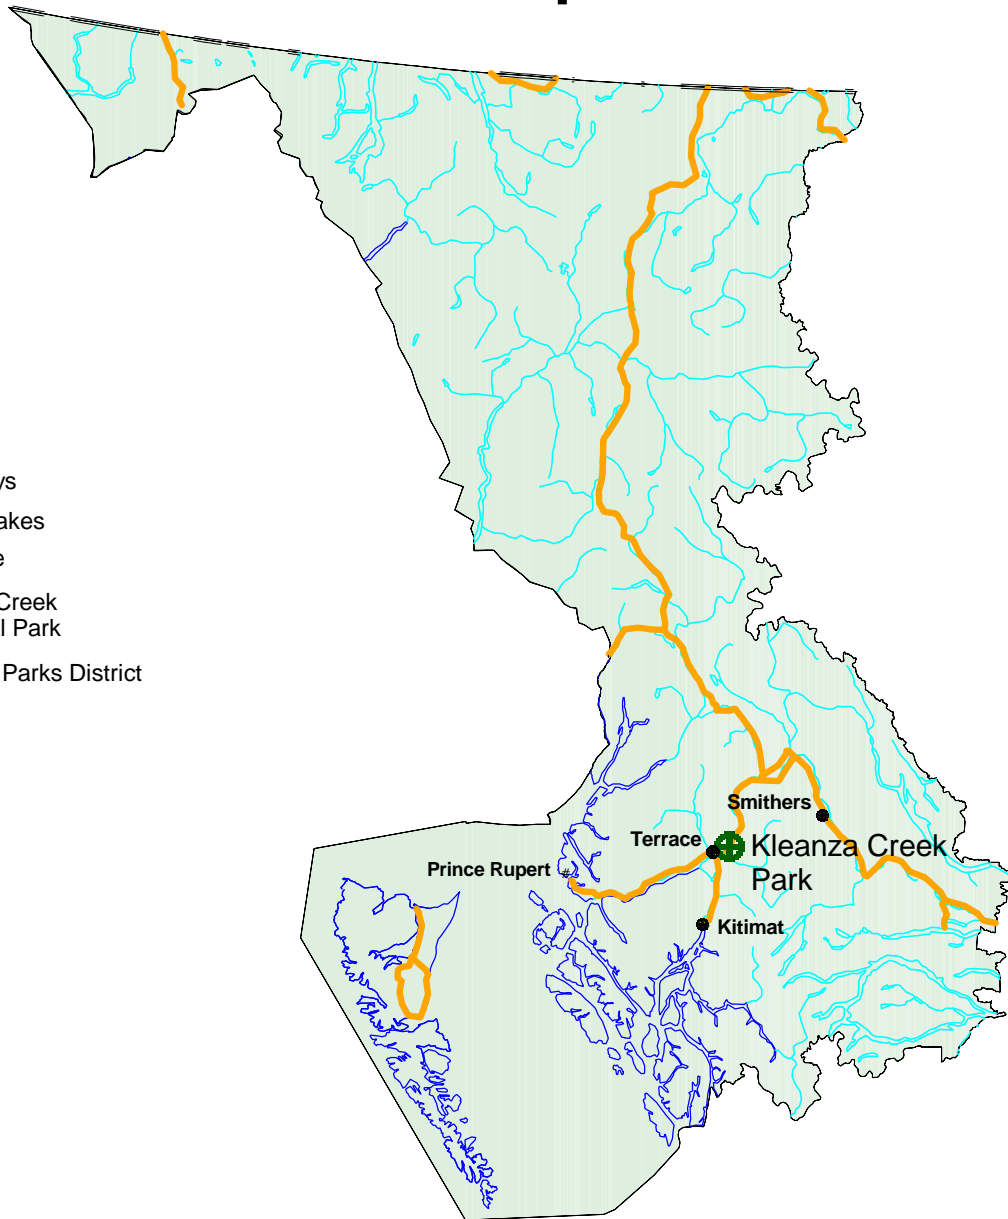 ys
akes
e
Creek
l Park
Parks District
Smithers
Terrace
Kleanza Creek
Park
Prince Rupert
#
Kitimat